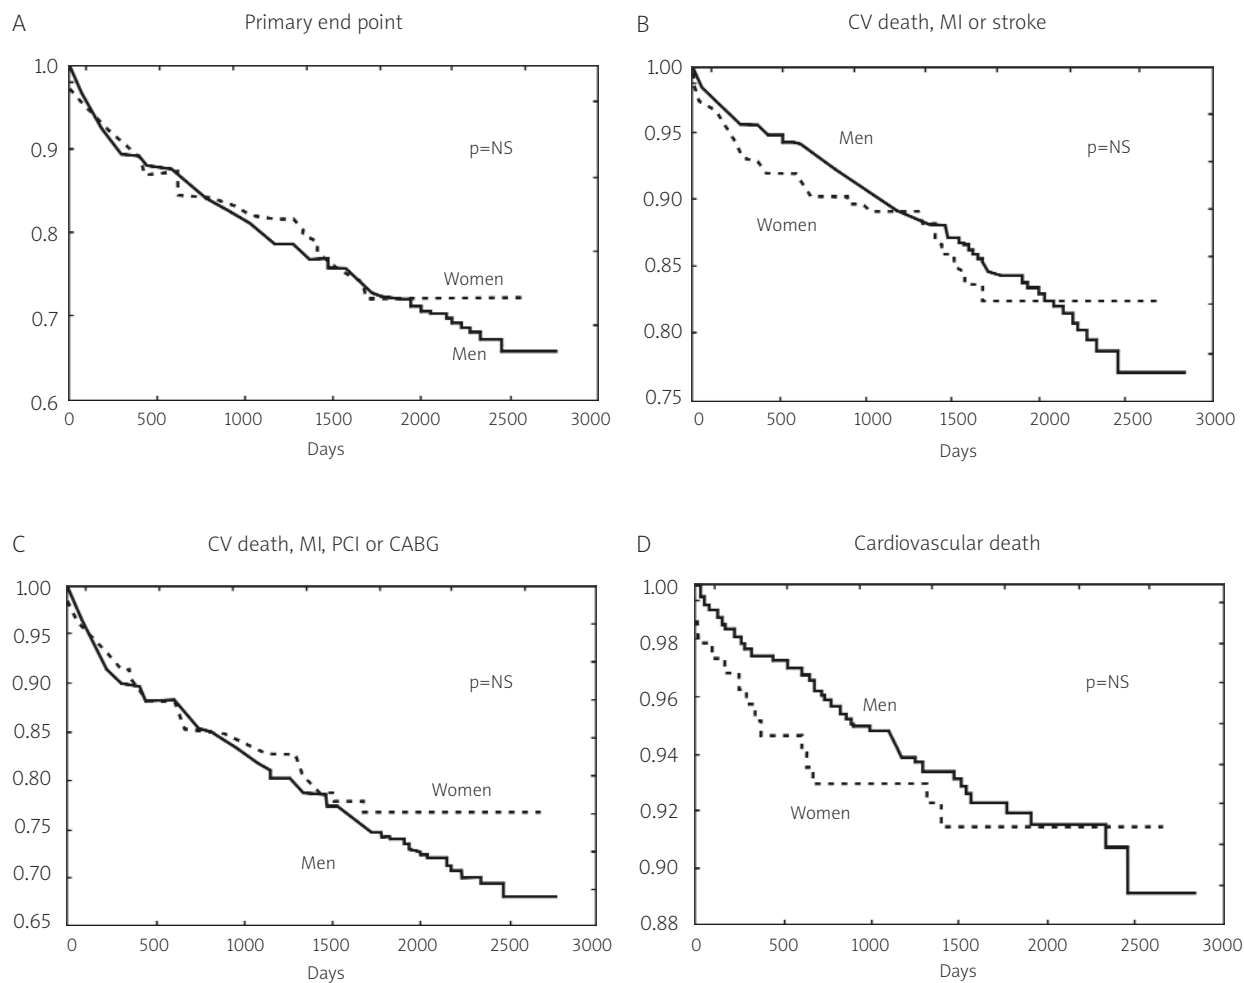 A
Primary end point
1.0
0.9
0.8
0.7
0.6
p=NS
Women
Men
0 500 1000 1500 2000 2500 3000
Days
B
CV death, MI or stroke
1.00
0.95
0.90
0.85
0.80
0.75
Men
p=NS
Women
0 500 1000 1500 2000 2500 3000
Days
C
CV death, MI, PCI or CABG
1.00
0.95
0.90
0.85
0.80
0.75
0.70
0.65
p=NS
Women
Men
0 500 1000 1500 2000 2500 3000
Days
D
Cardiovascular death
1.00
0.98
0.96
0.94
0.92
0.90
0.88
p=NS
Men
Women
0 500 1000 1500 2000 2500 3000
Days